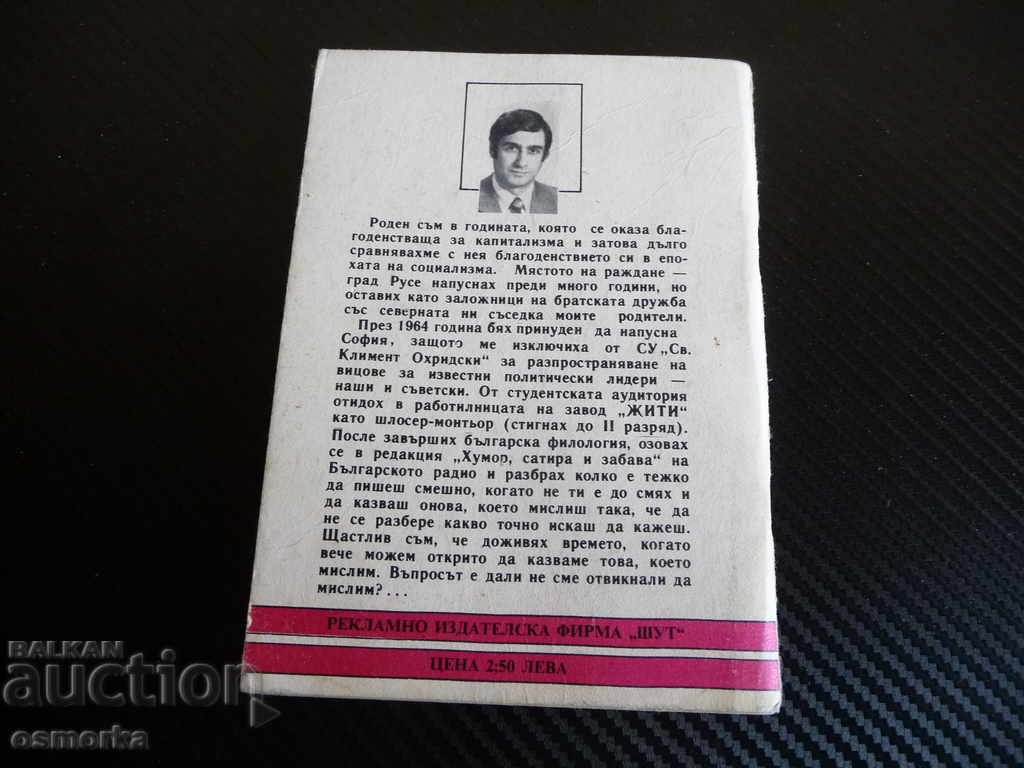 Роден съм в годината, която се оказа бла-
годенстваща за капитализма и затова дълго
сравнявахме с нея благоденствието си в епо-
хата на социализма. Мястото на раждане —
град Русе напуснах преди много години, но
оставих като заложници на братската дружба
със северната ни съседка моите родители.
През 1964 година бях принуден да напусна
София, защото ме изключиха от СУ „Св.
Климент Охридски“ за разпространяване на
вицове за известни политически лидери —
наши и съветски. От студентската аудитория
отидох в работилницата на завод „ЖИТИ“
като шлосер-монтьор (стигнах до II разряд).
После завърших българска филология, озовах
се в редакция „Хумор, сатира и забава“ на
Българското радио и разбрах колко е тежко
да пишеш смешно, когато не ти е до смях и
да казваш онова, което мислиш така, че да
не се разбере какво точно искаш да кажеш.
Щастлив съм, че доживях времето, когато
вече можем открито да казваме това, което
мислим. Въпросът е дали не сме отвикнали да
мислим?...
РЕКЛАМНО ИЗДАТЕЛСКА ФИРМА „ШУТ“
ЦЕНА 2:50 ЛЕВА
BALKAN
auction
osmorka